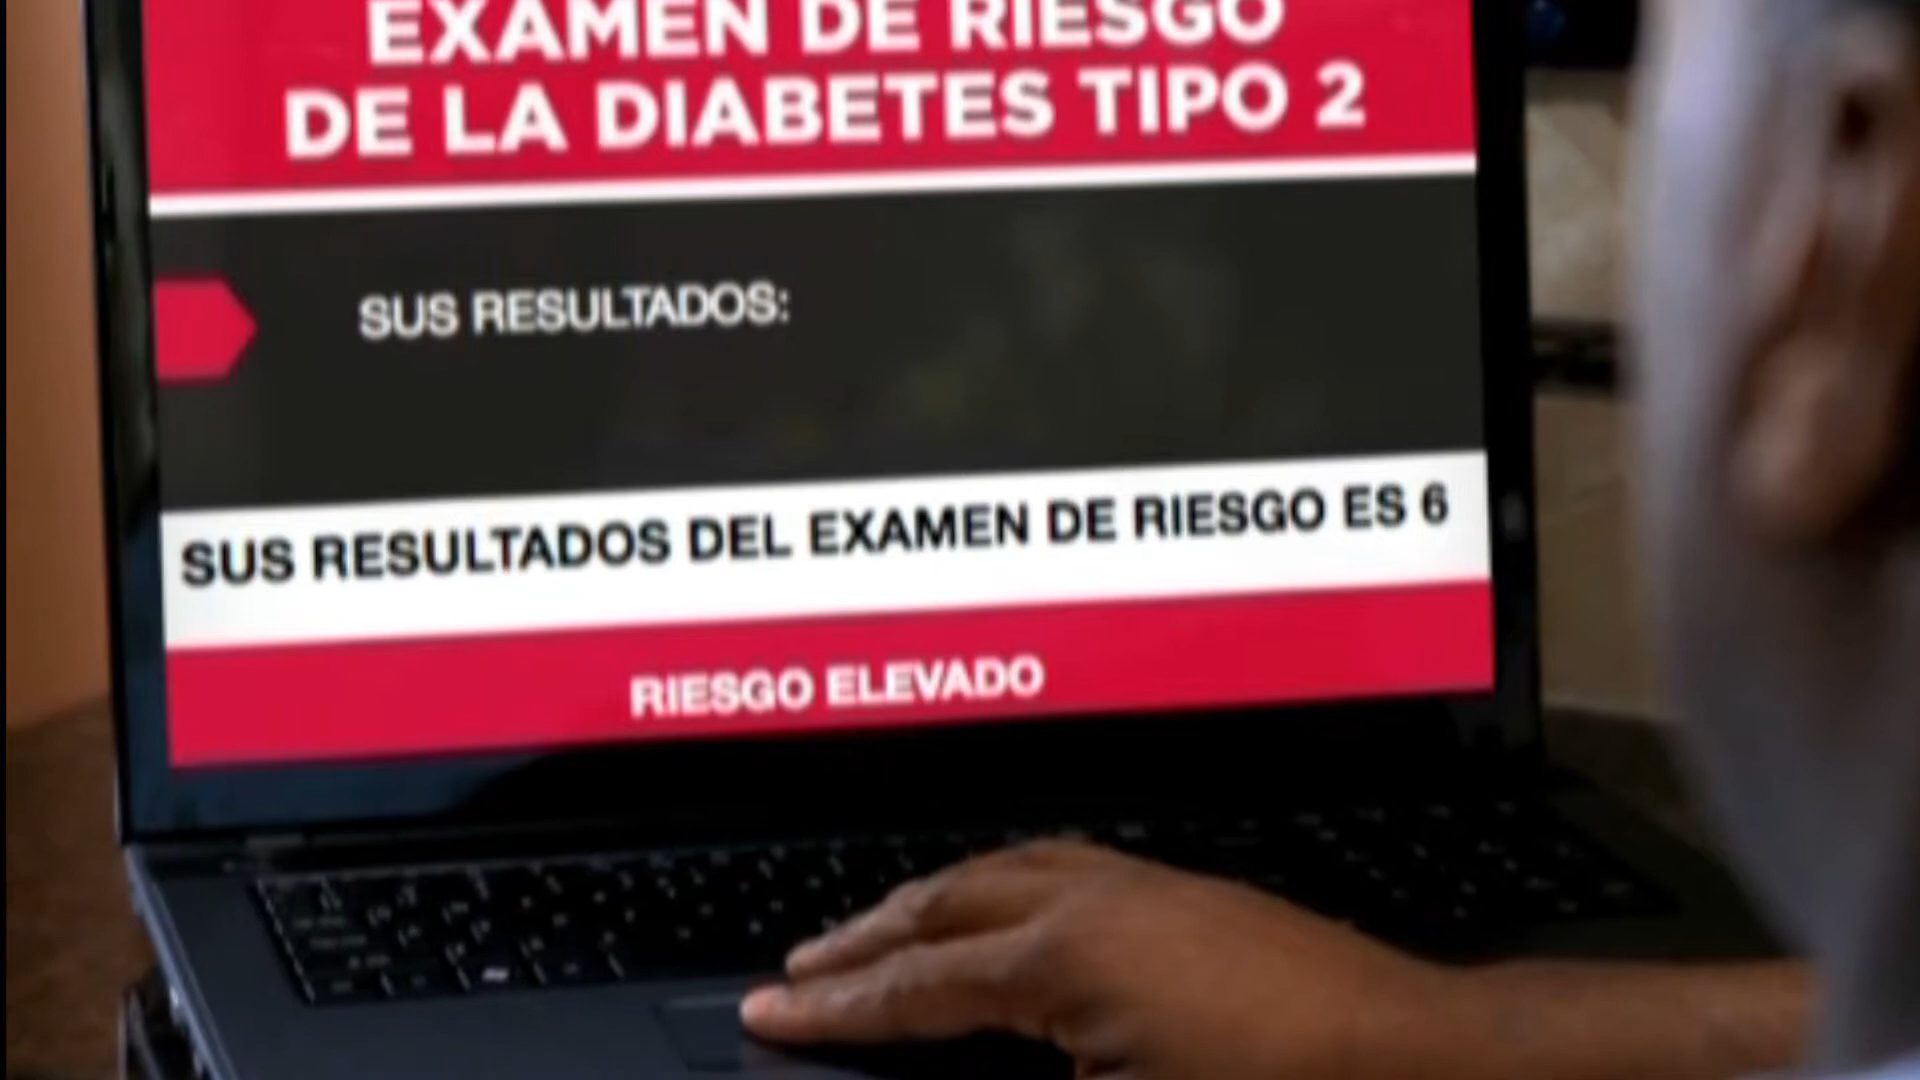 EXAMEN DE RIESGO
DE LA DIABETES TIPO 2
SUS RESULTADOS:
SUS RESULTADOS DEL EXAMEN DE RIESGO ES 6
RIESGO ELEVADO